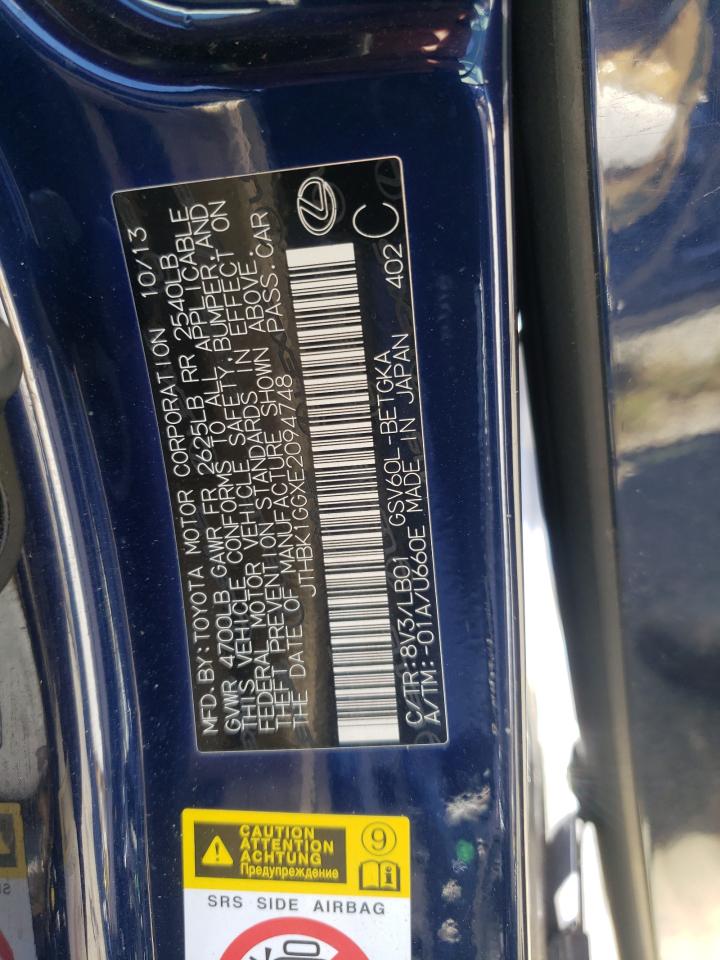 MFD. BY: TOYOTA MOTOR CORPORATION 10/13
GVWR 4700LB GAWR FR 2625LB RR 2540LB
THIS VEHICLE CONFORMS TO ALL APPLICABLE
FEDERAL MOTOR VEHICLE SAFETY, BUMPER, AND
THEFT PREVENTION STANDARDS IN EFFECT ON
THE DATE OF MANUFACTURE SHOWN ABOVE.
JTHBK1GGXE2094748 PASS. CAR
C/TR: 8V3/LB01 GSV60L-BETGKA
A/TM: -01A/U660E MADE IN JAPAN 402 C
CAUTION
ATTENTION
ACHTUNG
Предупреждение
9
SRS SIDE AIRBAG